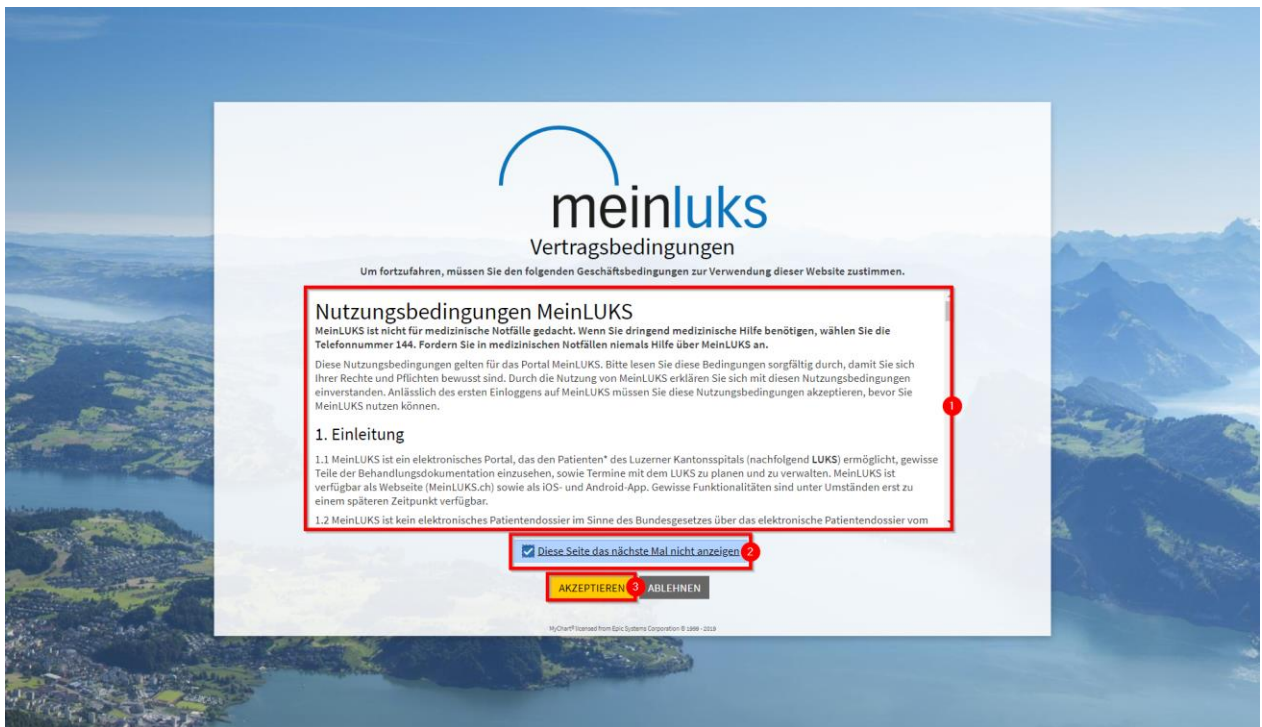 meinluks
Vertragsbedingungen
Um fortzufahren, müssen Sie den folgenden Geschäftsbedingungen zur Verwendung dieser Website zustimmen.
Nutzungsbedingungen MeinLUKS
MeinLUKS ist nicht für medizinische Notfälle gedacht. Wenn Sie dringend medizinische Hilfe benötigen, wählen Sie die
Telefonnummer 144. Fordern Sie in medizinischen Notfällen niemals Hilfe über MeinLUKS an.
Diese Nutzungsbedingungen gelten für das Portal MeinLUKS. Bitte lesen Sie diese Bedingungen sorgfältig durch, damit Sie sich
Ihrer Rechte und Pflichten bewusst sind. Durch die Nutzung von MeinLUKS erklären Sie sich mit diesen Nutzungsbedingungen
einverstanden. Anlässlich des ersten Einloggens auf MeinLUKS müssen Sie diese Nutzungsbedingungen akzeptieren, bevor Sie
MeinLUKS nutzen können.
1
1. Einleitung
1.1 MeinLUKS ist ein elektronisches Portal, das den Patienten* des Luzerner Kantonsspitals (nachfolgend LUKS) ermöglicht, gewisse
Teile der Behandlungsdokumentation einzusehen, sowie Termine mit dem LUKS zu planen und zu verwalten. MeinLUKS ist
verfügbar als Webseite (MeinLUKS.ch) sowie als iOS- und Android-App. Gewisse Funktionalitäten sind unter Umständen erst zu
einem späteren Zeitpunkt verfügbar.
1.2 MeinLUKS ist kein elektronisches Patientendossier im Sinne des Bundesgesetzes über das elektronische Patientendossier vom
Diese Seite das nächste Mal nicht anzeigen 2
AKZEPTIEREN 3 ABLEHNEN
MyChart® licensed from Epic Systems Corporation © 1999 - 2019